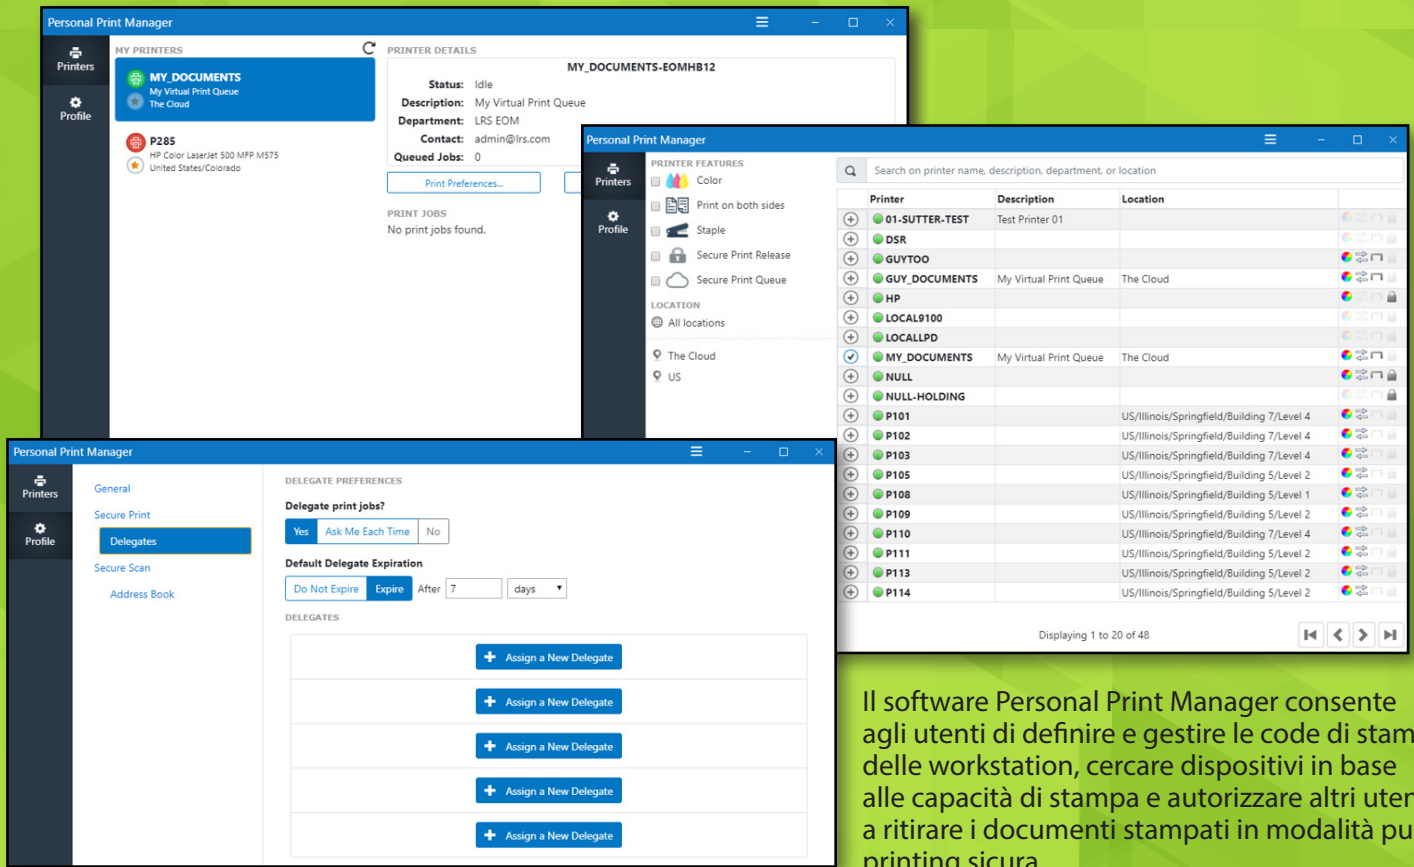 Personal Print Manager
Printers
Profile
MY PRINTERS
MY_DOCUMENTS
My Virtual Print Queue
The Cloud
P285
HP Color LaserJet 500 MFP M575
United States/Colorado
PRINTER DETAILS
MY_DOCUMENTS-EOMHB12
Status: Idle
Description: My Virtual Print Queue
Department: LRS EOM
Contact: admin@lrs.com
Queued Jobs: 0
Print Preferences...
PRINT JOBS
No print jobs found.
Personal Print Manager
Printers
Profile
PRINTER FEATURES
Color
Print on both sides
Staple
Secure Print Release
Secure Print Queue
LOCATION
All locations
The Cloud
US
Search on printer name, description, department, or location
Printer Description Location
01-SUTTER-TEST Test Printer 01
DSR
GUYTOO
GUY_DOCUMENTS My Virtual Print Queue The Cloud
HP
LOCAL9100
LOCALLPD
MY_DOCUMENTS My Virtual Print Queue The Cloud
NULL
NULL-HOLDING
P101 US/Illinois/Springfield/Building 7/Level 4
P102 US/Illinois/Springfield/Building 7/Level 4
P103 US/Illinois/Springfield/Building 7/Level 4
P105 US/Illinois/Springfield/Building 5/Level 2
P108 US/Illinois/Springfield/Building 5/Level 1
P109 US/Illinois/Springfield/Building 5/Level 2
P110 US/Illinois/Springfield/Building 7/Level 4
P111 US/Illinois/Springfield/Building 5/Level 2
P113 US/Illinois/Springfield/Building 5/Level 2
P114 US/Illinois/Springfield/Building 5/Level 2
Displaying 1 to 20 of 48
Personal Print Manager
Printers
Profile
General
Secure Print
Delegates
Secure Scan
Address Book
DELEGATE PREFERENCES
Delegate print jobs?
Yes Ask Me Each Time No
Default Delegate Expiration
Do Not Expire Expire After 7 days
DELEGATES
Assign a New Delegate
Assign a New Delegate
Assign a New Delegate
Assign a New Delegate
Assign a New Delegate
Il software Personal Print Manager consente
agli utenti di definire e gestire le code di stam
delle workstation, cercare dispositivi in base
alle capacità di stampa e autorizzare altri uten
a ritirare i documenti stampati in modalità pu
printing sicura